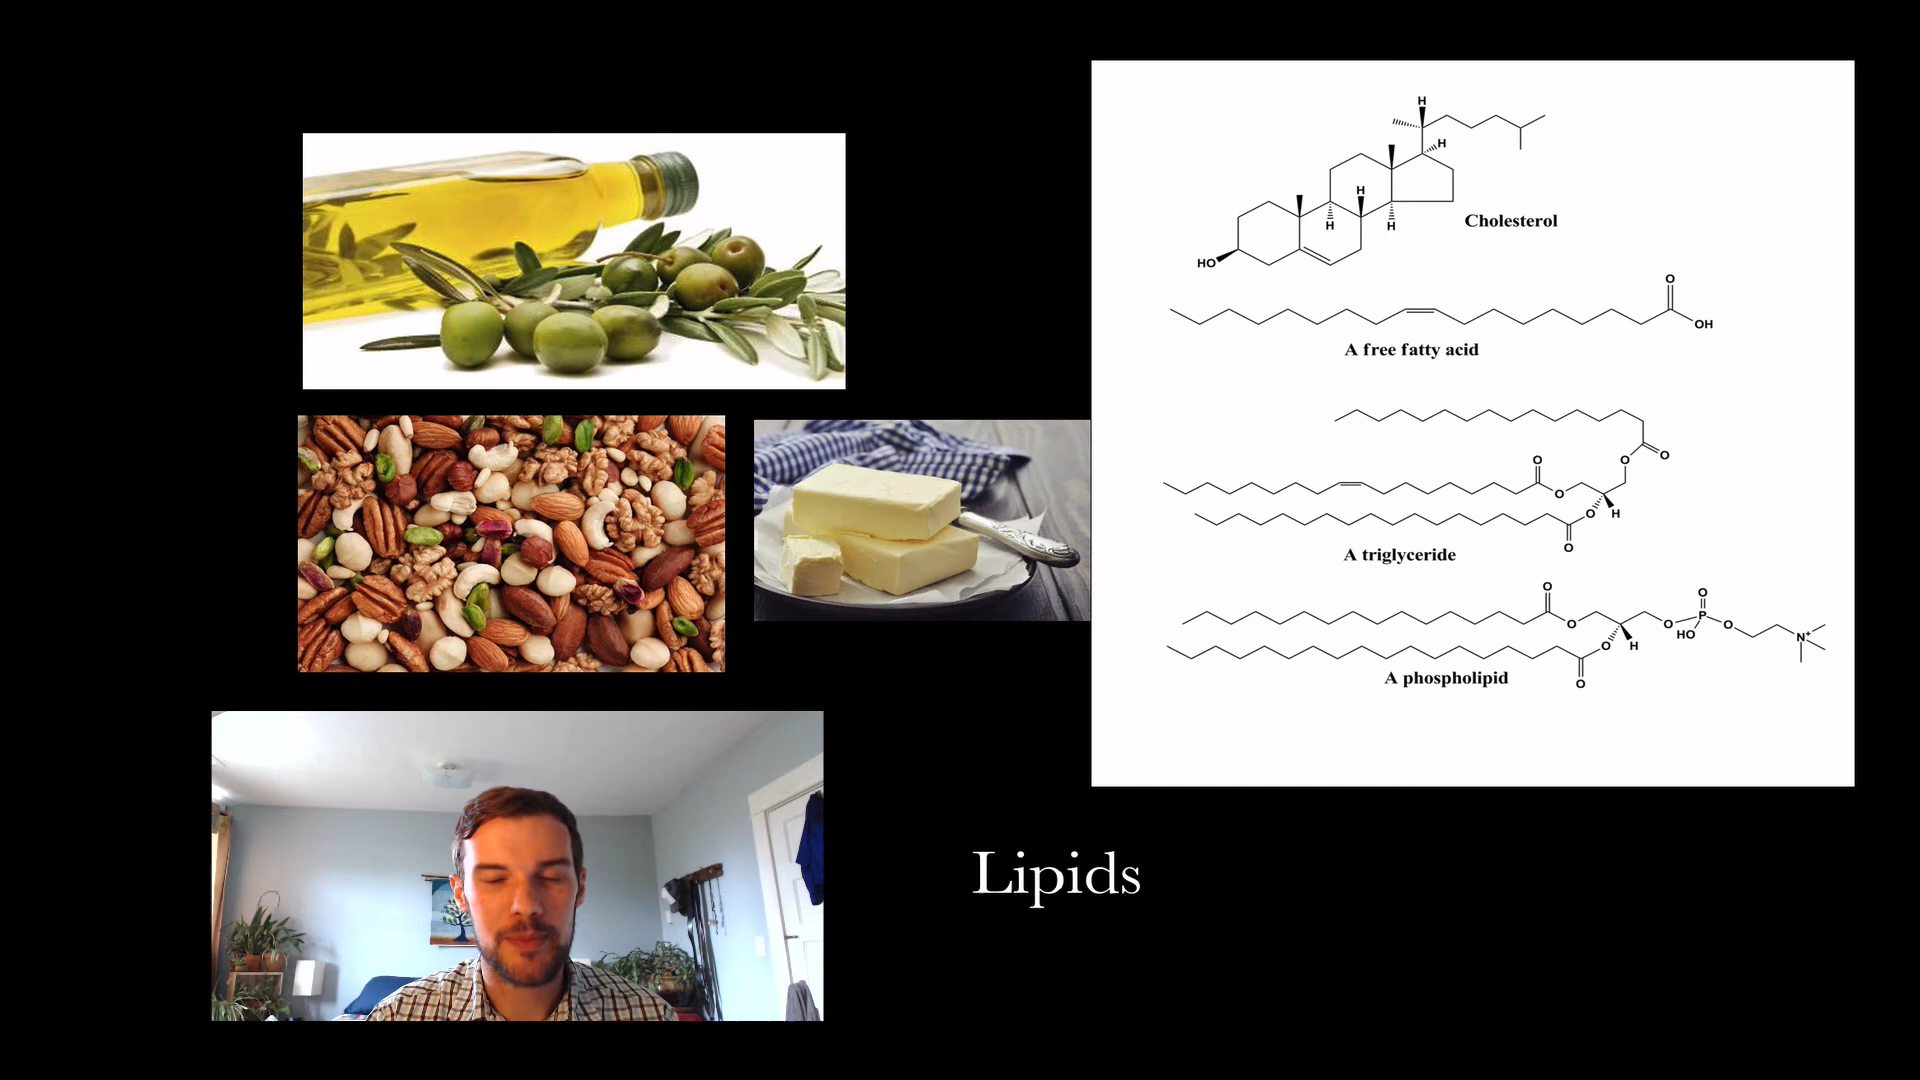 H
H
H
H
H
HO
Cholesterol
O
OH
A free fatty acid
O
O
O
O
O
H
O
A triglyceride
O
O
O
O
P
HO
O
N+
O
H
O
A phospholipid
Lipids